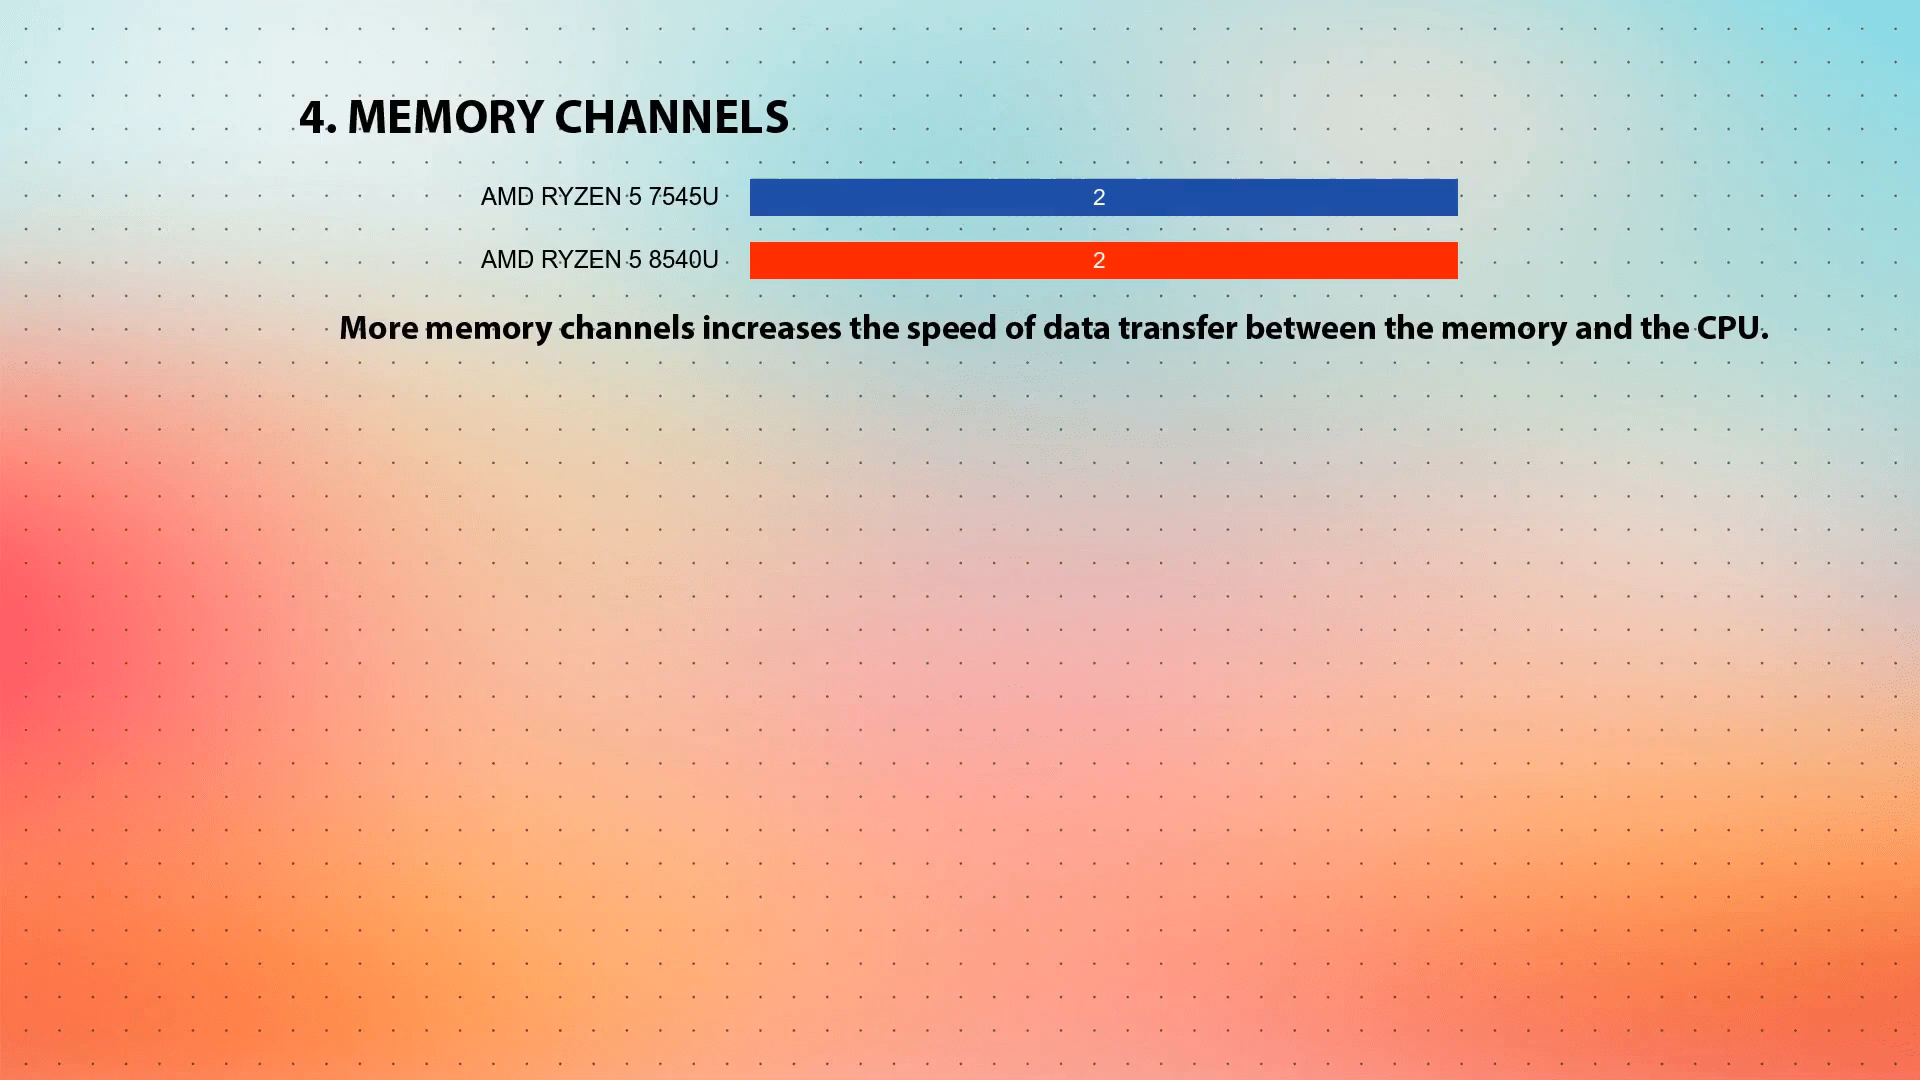 4. MEMORY CHANNELS
AMD RYZEN 5 7545U 2
AMD RYZEN 5 8540U 2
More memory channels increases the speed of data transfer between the memory and the CPU.